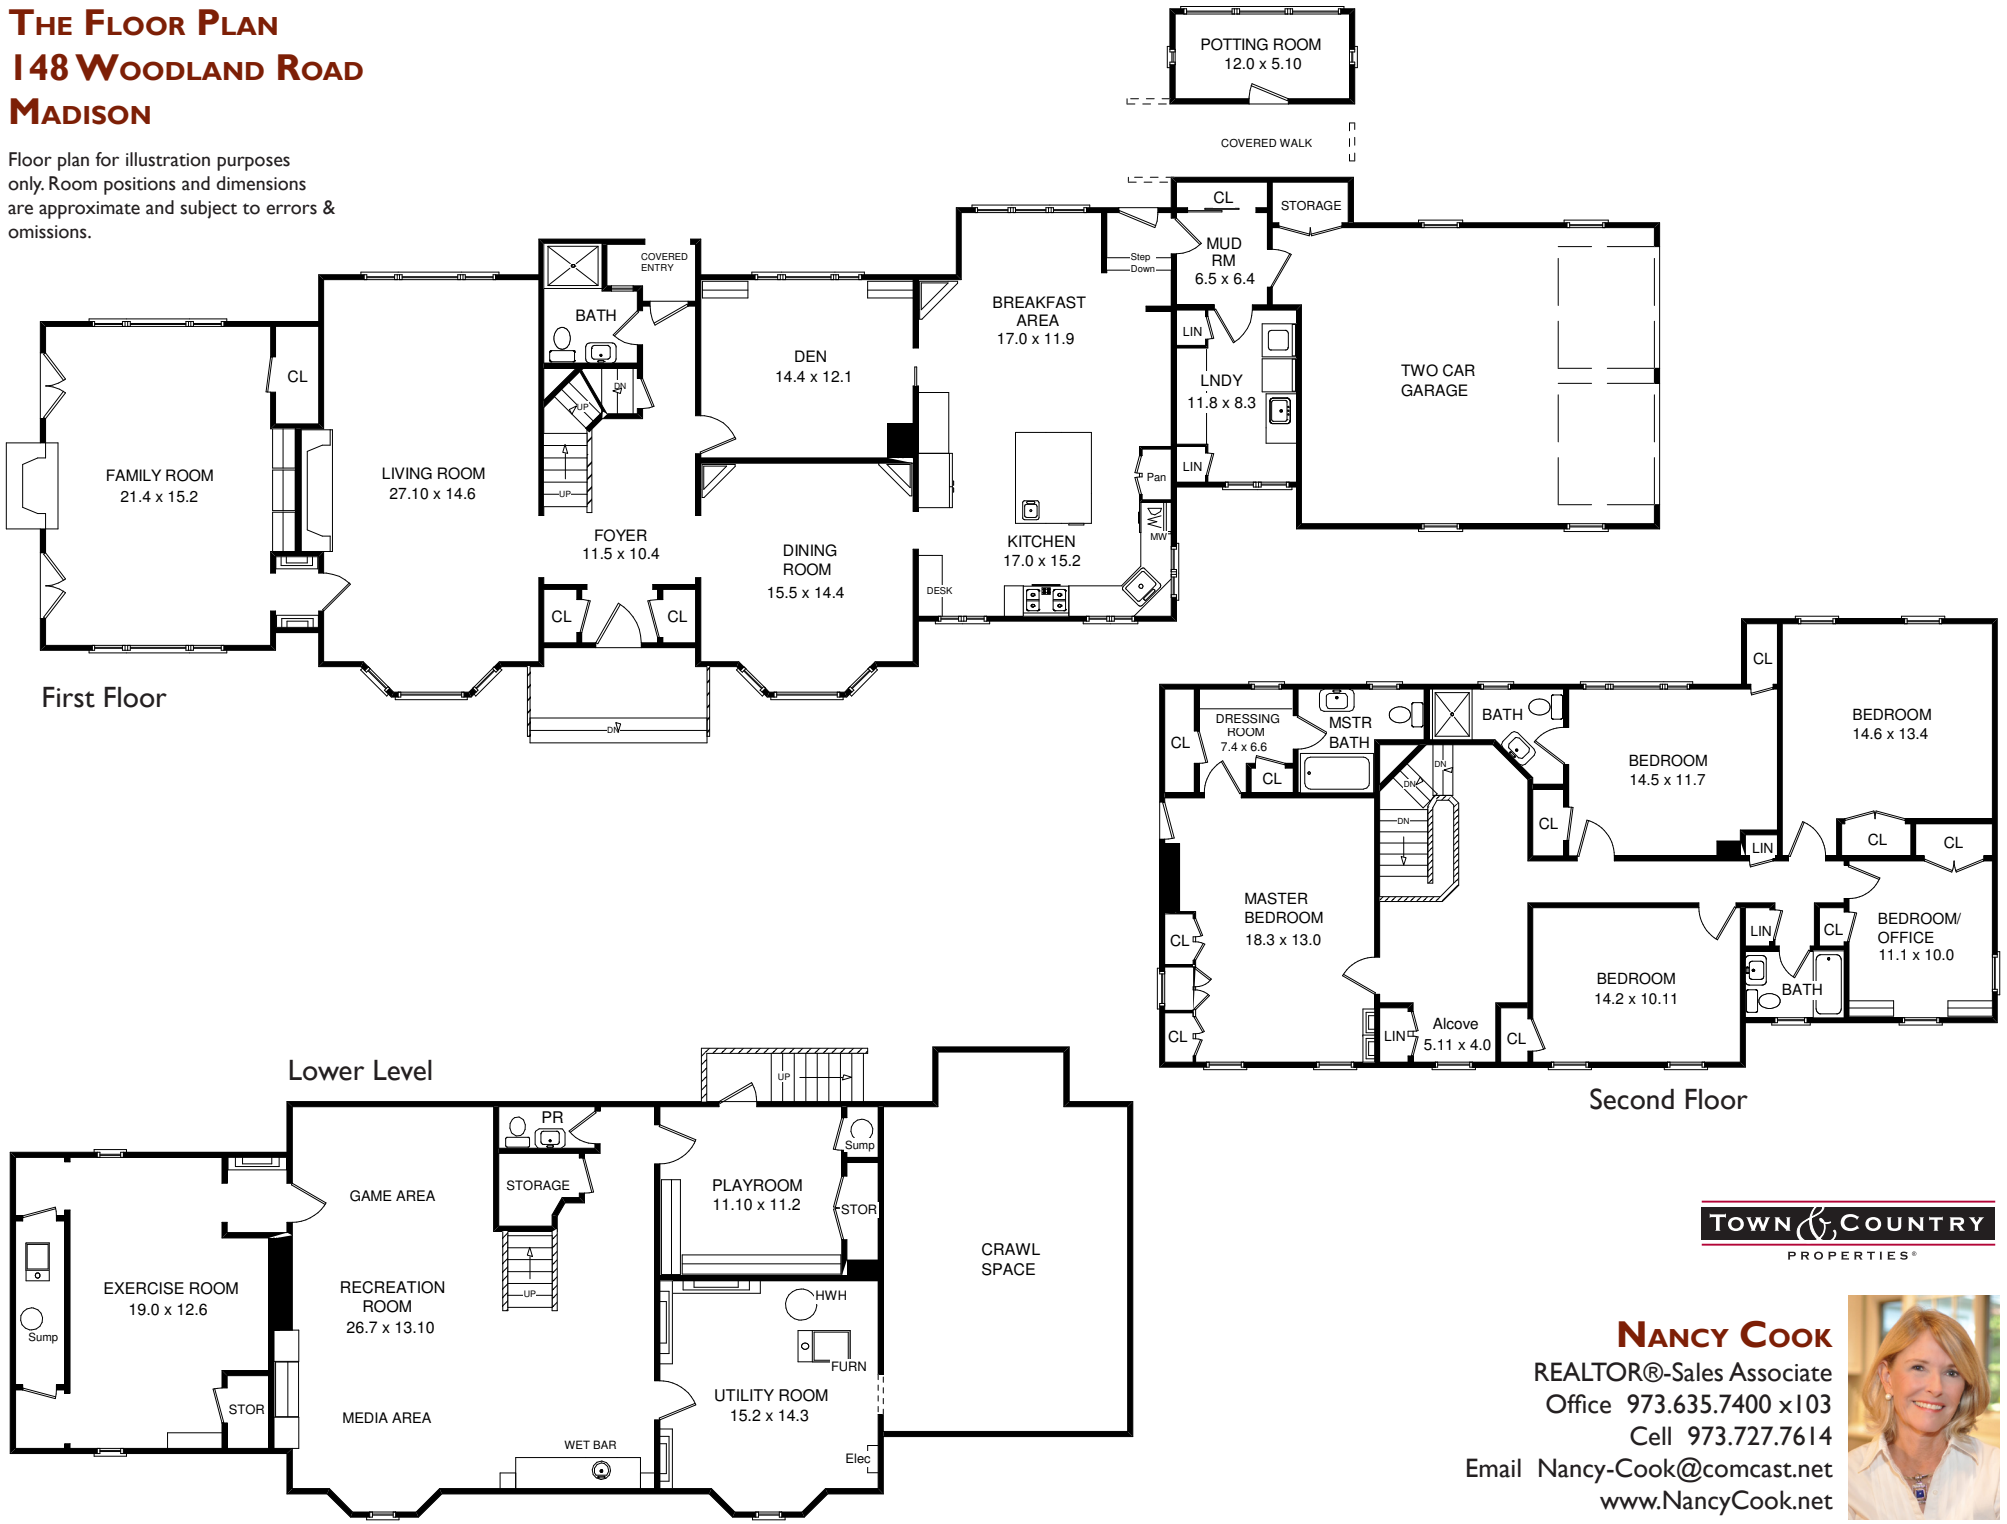 THE FLOOR PLAN
148 WOODLAND ROAD
MADISON
Floor plan for illustration purposes
only. Room positions and dimensions
are approximate and subject to errors &
omissions.
POTTING ROOM
12.0 x 5.10
COVERED WALK
CL
STORAGE
MUD
RM
6.5 x 6.4
Step
Down
COVERED
ENTRY
BATH
BREAKFAST
AREA
17.0 x 11.9
LIN
LNDY
11.8 x 8.3
LIN
TWO CAR
GARAGE
DEN
14.4 x 12.1
CL
DN
UP
UP
FAMILY ROOM
21.4 x 15.2
LIVING ROOM
27.10 x 14.6
Pan
DW
MW
FOYER
11.5 x 10.4
DINING
ROOM
15.5 x 14.4
KITCHEN
17.0 x 15.2
DESK
CL
CL
DN
First Floor
CL
BEDROOM
14.6 x 13.4
CL
DRESSING
ROOM
7.4 x 6.6
CL
MSTR
BATH
BATH
BEDROOM
14.5 x 11.7
DN
DN
DN
CL
LIN
CL
CL
MASTER
BEDROOM
18.3 x 13.0
CL
CL
LIN
Alcove
5.11 x 4.0
CL
BEDROOM
14.2 x 10.11
LIN
CL
BATH
BEDROOM/
OFFICE
11.1 x 10.0
Second Floor
Lower Level
UP
PR
STORAGE
GAME AREA
Sump
PLAYROOM
11.10 x 11.2
STOR
CRAWL
SPACE
EXERCISE ROOM
19.0 x 12.6
Sump
STOR
RECREATION
ROOM
26.7 x 13.10
UP
MEDIA AREA
WET BAR
HWH
FURN
UTILITY ROOM
15.2 x 14.3
Elec
TOWN & COUNTRY
PROPERTIES®
NANCY COOK
REALTOR®-Sales Associate
Office 973.635.7400 x103
Cell 973.727.7614
Email Nancy-Cook@comcast.net
www.NancyCook.net